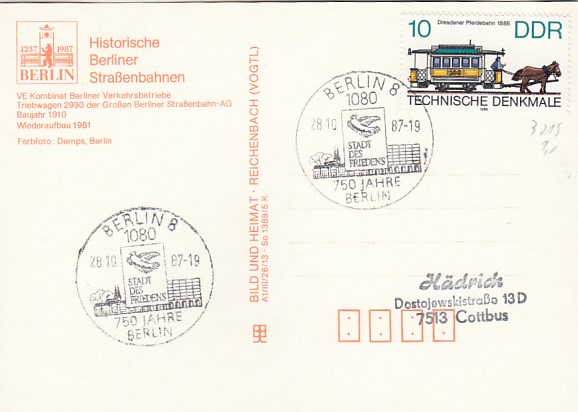 1237 1987
BERLIN
Historische
Berliner
Straßenbahnen
VE Kombinat Berliner Verkehrsbetriebe
Triebwagen 2990 der Großen Berliner Straßenbahn-AG
Baujahr 1910
Wiederaufbau 1981
Farbfoto: Demps, Berlin
BILD UND HEIMAT · REICHENBACH (VOGTL)
A1/III/26/13 · So 1389/5 K
Dresdener Pferdebahn 1886
10 DDR
TECHNISCHE DENKMALE
1986
BERLIN 8
1080
28.10. 87-19
STADT
DES
FRIEDENS
750 JAHRE
BERLIN
BERLIN 8
1080
28.10. 87-19
STADT
DES
FRIEDENS
750 JAHRE
BERLIN
3015
Hädrich
Dostojewskistraße 13 D
7513 Cottbus